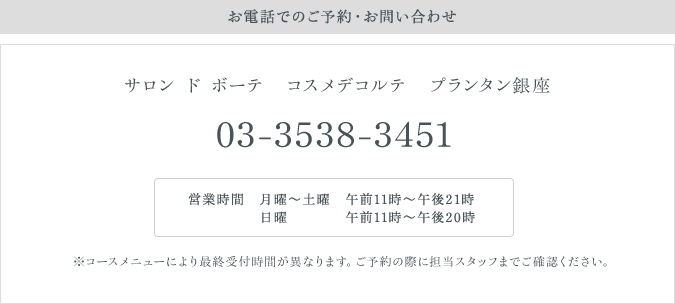 お電話でのご予約・お問い合わせ
サロン ド ボーテ　コスメデコルテ　プランタン銀座
03-3538-3451
営業時間　月曜～土曜　午前11時～午後21時
日曜　午前11時～午後20時
※コースメニューにより最終受付時間が異なります。ご予約の際に担当スタッフまでご確認ください。